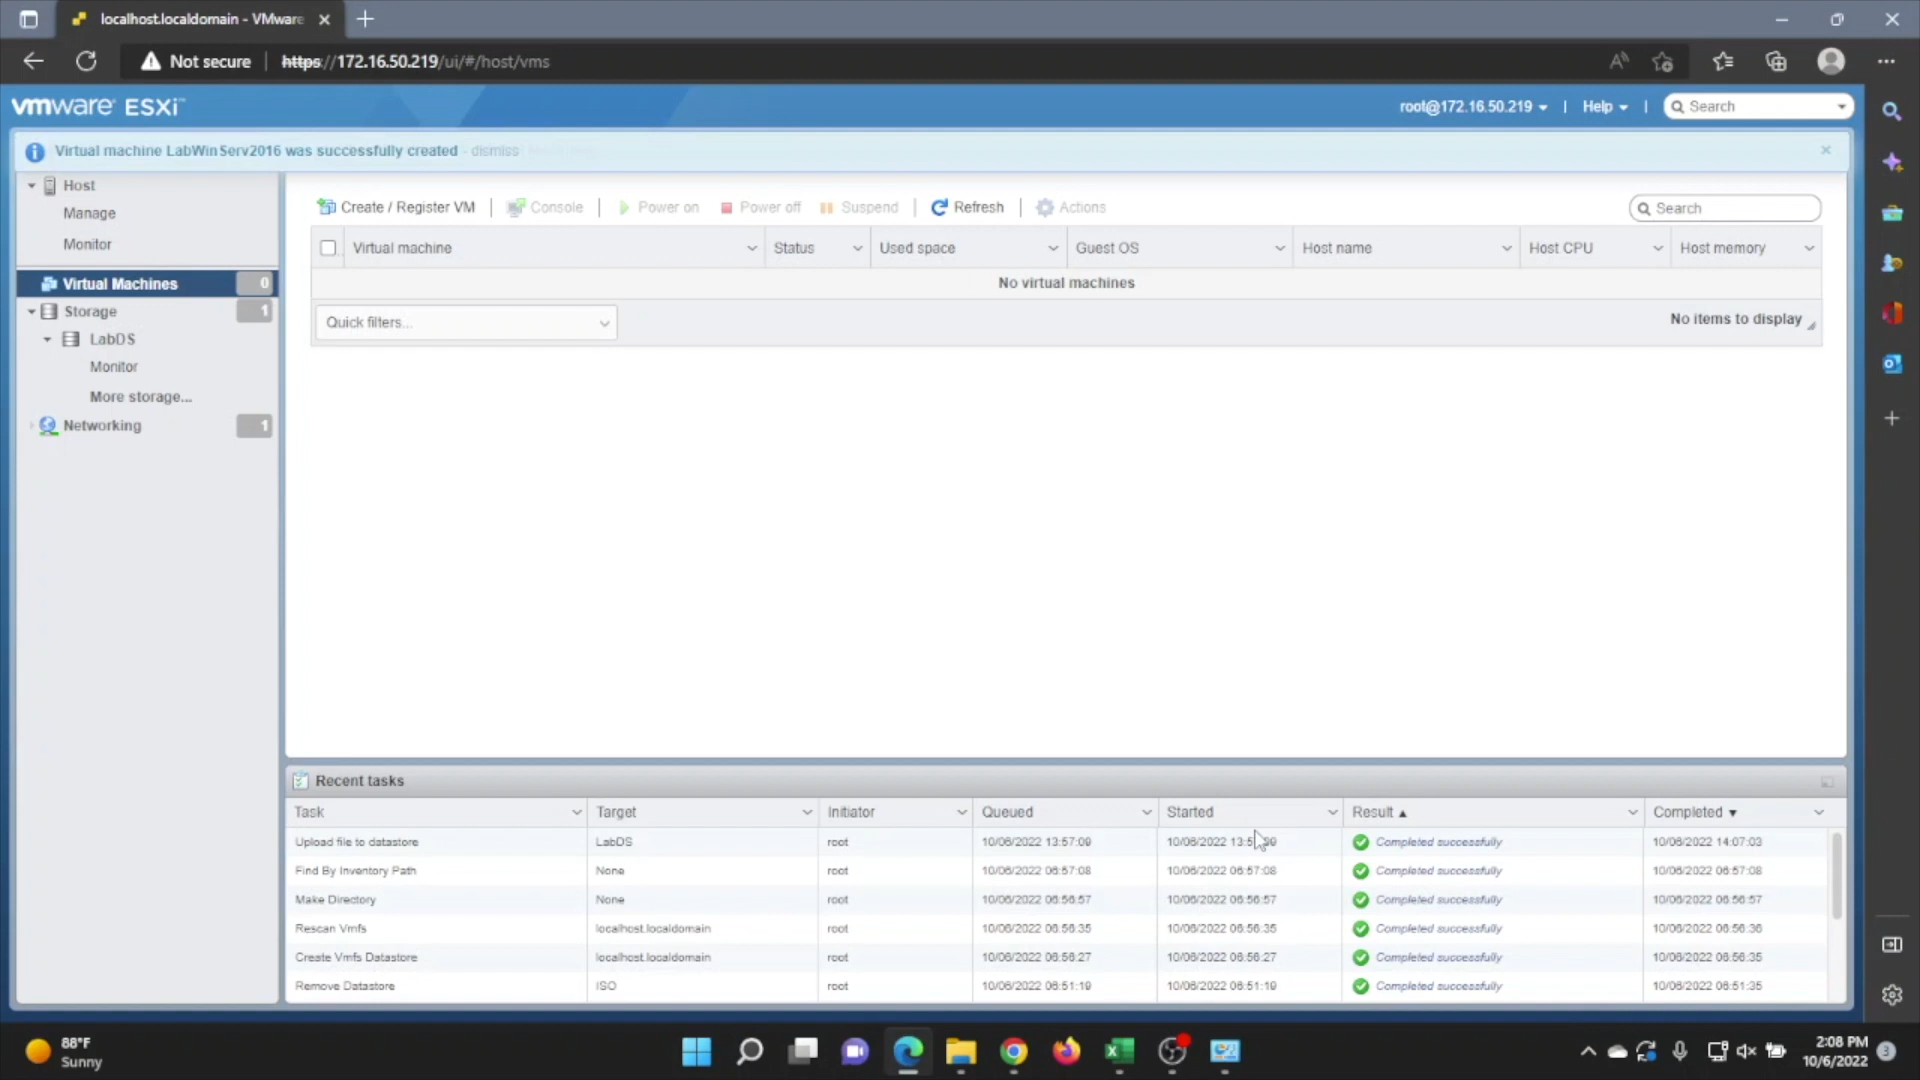 localhost.localdomain - VMware
Not secure https://172.16.50.219/ui/#/host/vms
vmware ESXi™
root@172.16.50.219 | Help | Search
Virtual machine LabWinServ2016 was successfully created - dismiss
Host
Manage
Monitor
Virtual Machines 0
Storage 1
LabDS
Monitor
More storage...
Networking 1
Create / Register VM | Console | Power on Power off Suspend | Refresh | Actions
Search
Virtual machine Status Used space Guest OS Host name Host CPU Host memory
No virtual machines
Quick filters...
No items to display
Recent tasks
Task Target Initiator Queued Started Result ▲ Completed ▼
Upload file to datastore LabDS root 10/06/2022 13:57:09 10/06/2022 13:57:09 Completed successfully 10/06/2022 14:07:03
Find By Inventory Path None root 10/06/2022 06:57:08 10/06/2022 06:57:08 Completed successfully 10/06/2022 06:57:08
Make Directory None root 10/06/2022 06:56:57 10/06/2022 06:56:57 Completed successfully 10/06/2022 06:56:57
Rescan Vmfs localhost.localdomain root 10/06/2022 06:56:35 10/06/2022 06:56:35 Completed successfully 10/06/2022 06:56:36
Create Vmfs Datastore localhost.localdomain root 10/06/2022 06:56:27 10/06/2022 06:56:27 Completed successfully 10/06/2022 06:56:35
Remove Datastore ISO root 10/06/2022 06:51:19 10/06/2022 06:51:19 Completed successfully 10/06/2022 06:51:35
88°F
Sunny
2:08 PM
10/6/2022
3